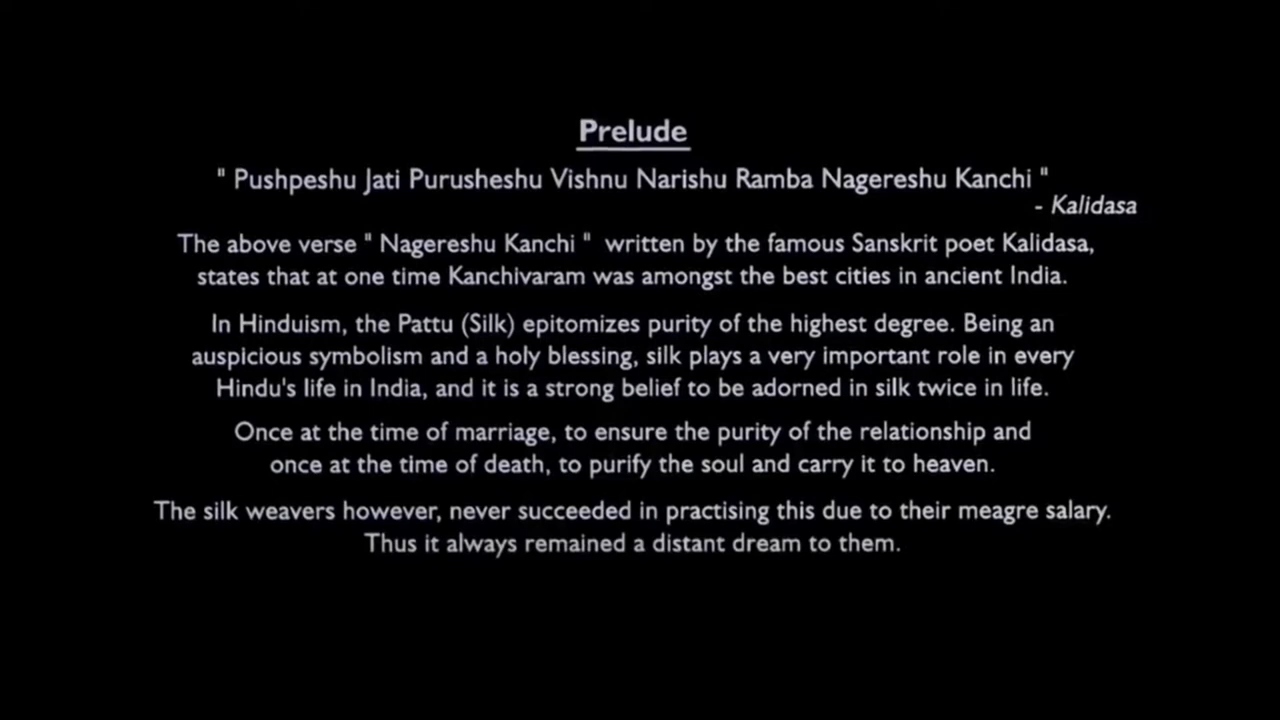 Prelude
" Pushpeshu Jati Purusheshu Vishnu Narishu Ramba Nagereshu Kanchi "
- Kalidasa
The above verse " Nagereshu Kanchi " written by the famous Sanskrit poet Kalidasa,
states that at one time Kanchivaram was amongst the best cities in ancient India.
In Hinduism, the Pattu (Silk) epitomizes purity of the highest degree. Being an
auspicious symbolism and a holy blessing, silk plays a very important role in every
Hindu's life in India, and it is a strong belief to be adorned in silk twice in life.
Once at the time of marriage, to ensure the purity of the relationship and
once at the time of death, to purify the soul and carry it to heaven.
The silk weavers however, never succeeded in practising this due to their meagre salary.
Thus it always remained a distant dream to them.